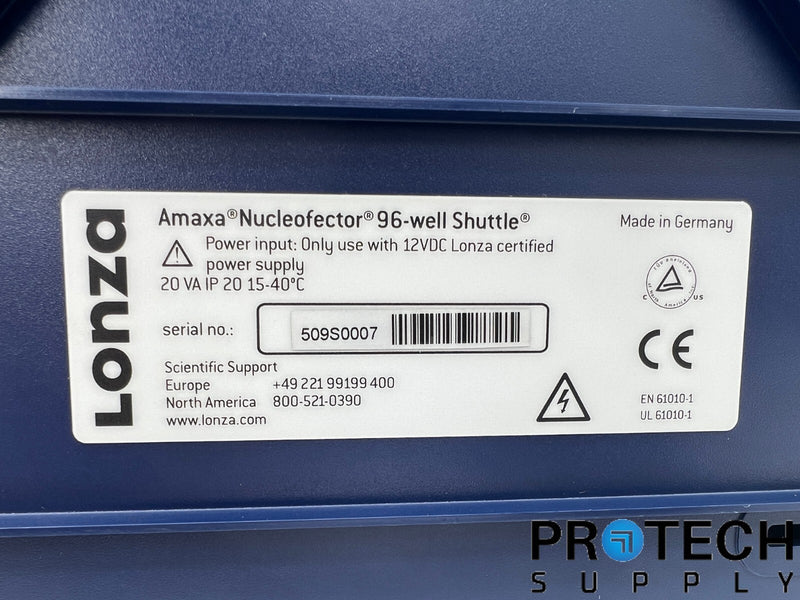 Lonza
Amaxa® Nucleofector® 96-well Shuttle®
Made in Germany
Power input: Only use with 12VDC Lonza certified
power supply
20 VA IP 20 15-40°C
serial no.: 509S0007
Scientific Support
Europe +49 221 99199 400
North America 800-521-0390
www.lonza.com
C US
CE
EN 61010-1
UL 61010-1
PROTECH
SUPPLY